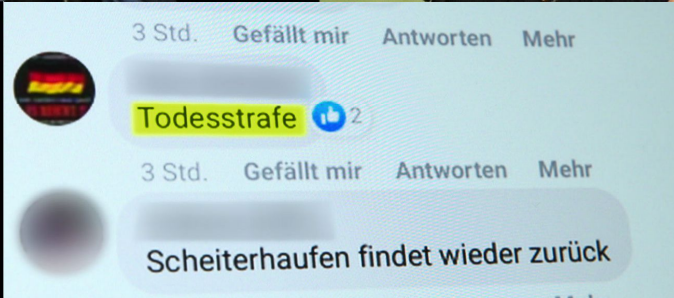 3 Std. Gefällt mir Antworten Mehr
Todesstrafe 2
3 Std. Gefällt mir Antworten Mehr
Scheiterhaufen findet wieder zurück